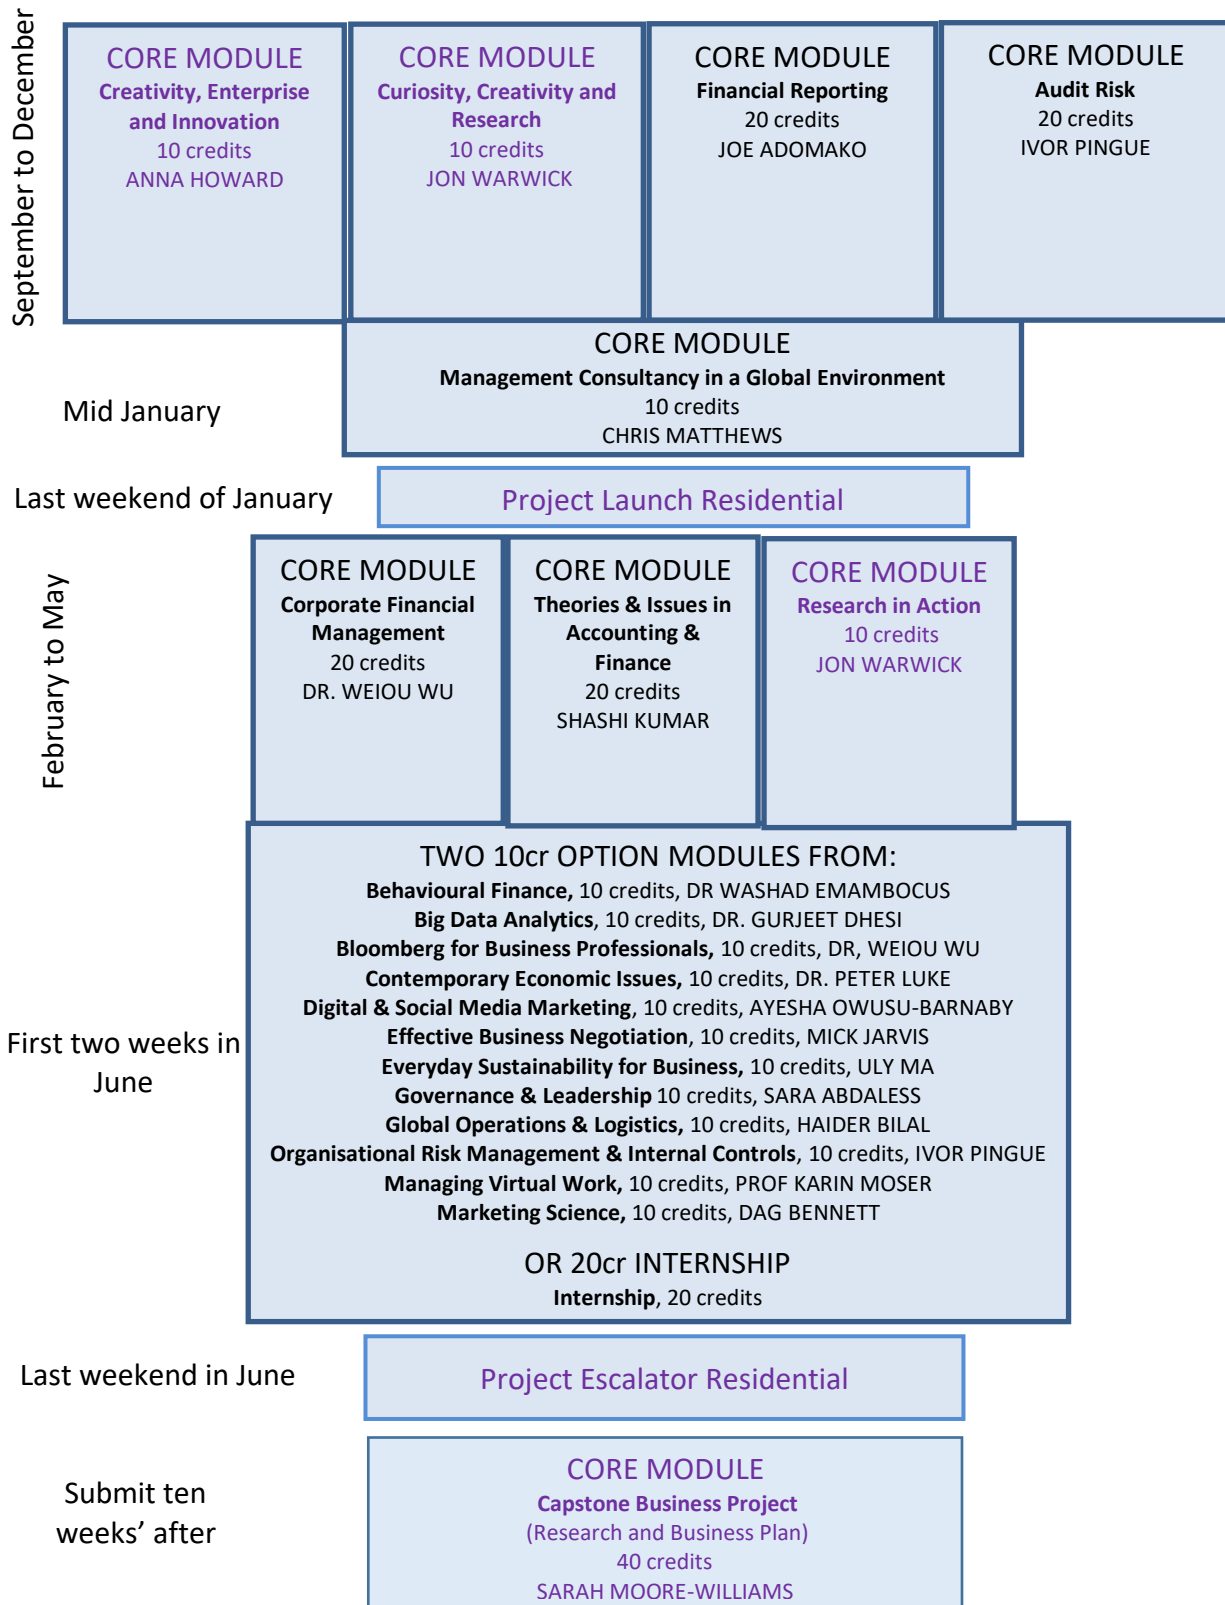 September to December
CORE MODULE
Creativity, Enterprise
and Innovation
10 credits
ANNA HOWARD
CORE MODULE
Curiosity, Creativity and
Research
10 credits
JON WARWICK
CORE MODULE
Financial Reporting
20 credits
JOE ADOMAKO
CORE MODULE
Audit Risk
20 credits
IVOR PINGUE
Mid January
CORE MODULE
Management Consultancy in a Global Environment
10 credits
CHRIS MATTHEWS
Last weekend of January
Project Launch Residential
February to May
CORE MODULE
Corporate Financial
Management
20 credits
DR. WEIOU WU
CORE MODULE
Theories & Issues in
Accounting &
Finance
20 credits
SHASHI KUMAR
CORE MODULE
Research in Action
10 credits
JON WARWICK
First two weeks in
June
TWO 10cr OPTION MODULES FROM:
Behavioural Finance, 10 credits, DR WASHAD EMAMBOCUS
Big Data Analytics, 10 credits, DR. GURJEET DHESI
Bloomberg for Business Professionals, 10 credits, DR, WEIOU WU
Contemporary Economic Issues, 10 credits, DR. PETER LUKE
Digital & Social Media Marketing, 10 credits, AYESHA OWUSU-BARNABY
Effective Business Negotiation, 10 credits, MICK JARVIS
Everyday Sustainability for Business, 10 credits, ULY MA
Governance & Leadership 10 credits, SARA ABDALESS
Global Operations & Logistics, 10 credits, HAIDER BILAL
Organisational Risk Management & Internal Controls, 10 credits, IVOR PINGUE
Managing Virtual Work, 10 credits, PROF KARIN MOSER
Marketing Science, 10 credits, DAG BENNETT
OR 20cr INTERNSHIP
Internship, 20 credits
Last weekend in June
Project Escalator Residential
Submit ten
weeks’ after
CORE MODULE
Capstone Business Project
(Research and Business Plan)
40 credits
SARAH MOORE-WILLIAMS